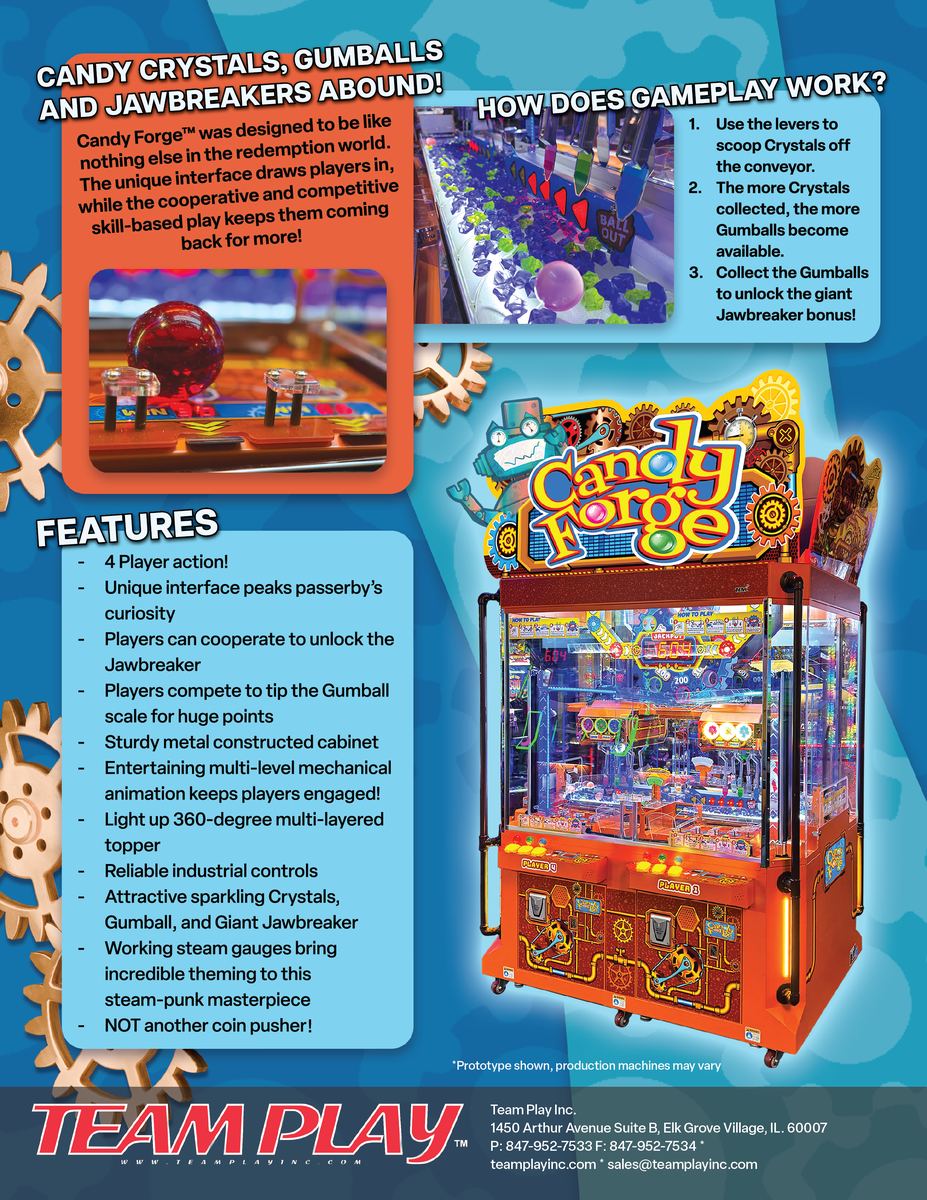 CANDY CRYSTALS, GUMBALLS
AND JAWBREAKERS ABOUND!
Candy Forge™ was designed to be like
nothing else in the redemption world.
The unique interface draws players in,
while the cooperative and competitive
skill-based play keeps them coming
back for more!
HOW DOES GAMEPLAY WORK?
BALL
OUT
1. Use the levers to
scoop Crystals off
the conveyor.
2. The more Crystals
collected, the more
Gumballs become
available.
3. Collect the Gumballs
to unlock the giant
Jawbreaker bonus!
WIN
FEATURES
- 4 Player action!
- Unique interface peaks passerby's
curiosity
- Players can cooperate to unlock the
Jawbreaker
- Players compete to tip the Gumball
scale for huge points
- Sturdy metal constructed cabinet
- Entertaining multi-level mechanical
animation keeps players engaged!
- Light up 360-degree multi-layered
topper
- Reliable industrial controls
- Attractive sparkling Crystals,
Gumball, and Giant Jawbreaker
- Working steam gauges bring
incredible theming to this
steam-punk masterpiece
- NOT another coin pusher!
Candy
Forge
HOW TO PLAY
HOW TO PLAY
JACKPOT
200
PLAYER 4
PLAYER 1
*Prototype shown, production machines may vary
TEAM PLAY™
WWW.TEAMPLAYINC.COM
Team Play Inc.
1450 Arthur Avenue Suite B, Elk Grove Village, IL. 60007
P: 847-952-7533 F: 847-952-7534 *
teamplayinc.com * sales@teamplayinc.com